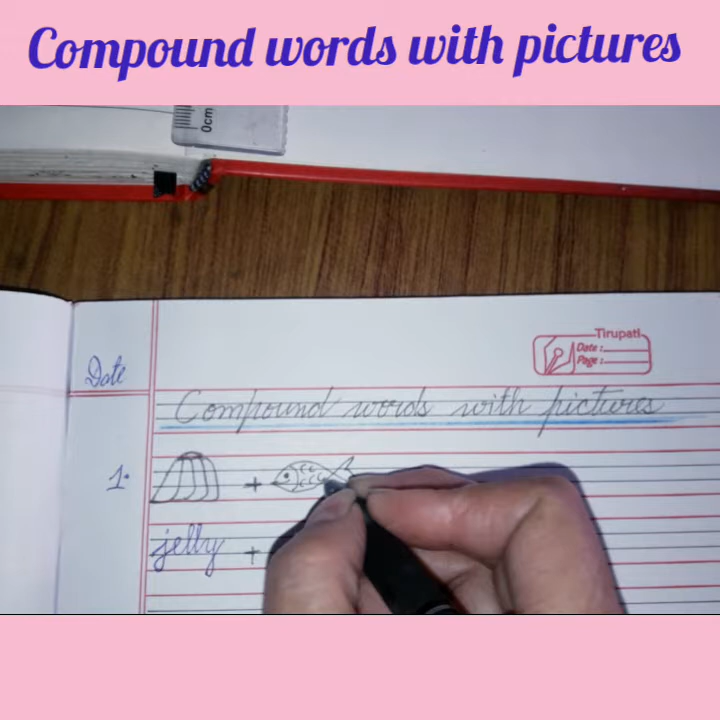 Compound words with pictures
0cm
Tirupati
Date :
Page :
Date
Compound words with pictures
1. +
jelly +